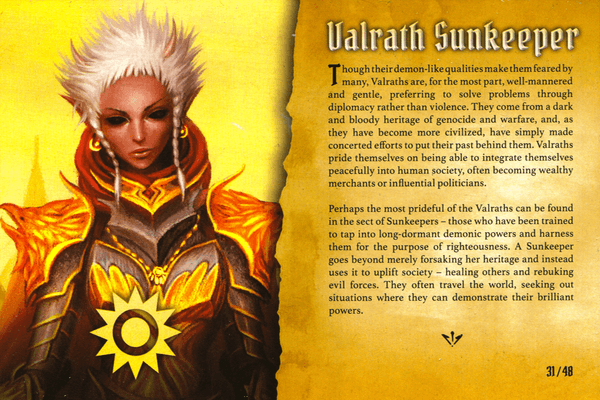 Valrath Sunkeeper
Though their demon-like qualities make them feared by
many, Valraths are, for the most part, well-mannered
and gentle, preferring to solve problems through
diplomacy rather than violence. They come from a dark
and bloody heritage of genocide and warfare, and, as
they have become more civilized, have simply made
concerted efforts to put their past behind them. Valraths
pride themselves on being able to integrate themselves
peacefully into human society, often becoming wealthy
merchants or influential politicians.
Perhaps the most prideful of the Valraths can be found
in the sect of Sunkeepers – those who have been trained
to tap into long-dormant demonic powers and harness
them for the purpose of righteousness. A Sunkeeper
goes beyond merely forsaking her heritage and instead
uses it to uplift society – healing others and rebuking
evil forces. They often travel the world, seeking out
situations where they can demonstrate their brilliant
powers.
31/48